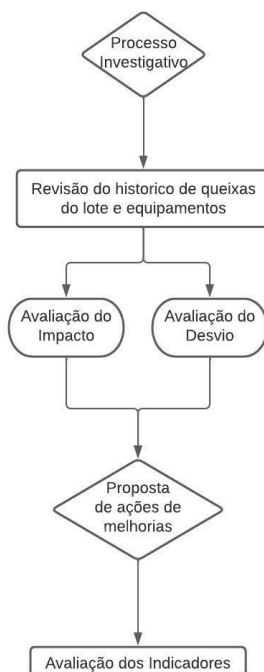 Processo
Investigativo
Revisão do historico de queixas
do lote e equipamentos
Avaliação do
Impacto
Avaliação do
Desvio
Proposta
de ações de
melhorias
Avaliação dos Indicadores